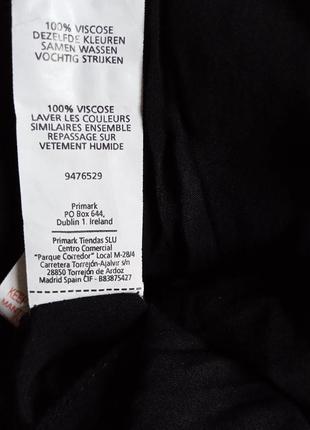 100% VISCOSE
DEZELFDE KLEUREN
SAMEN WASSEN
VOCHTIG STRIJKEN
100% VISCOSE
LAVER LES COULEURS
SIMILAIRES ENSEMBLE
REPASSAGE SUR
VETEMENT HUMIDE
9476529
Primark
PO Box 644,
Dublin 1. Ireland
Primark Tiendas SLU
Centro Comercial
"Parque Corredor" Local M-28/4
Carretera Torrejón-Ajalvir s/n
28850 Torrejón de Ardoz
Madrid Spain CIF - B83875427